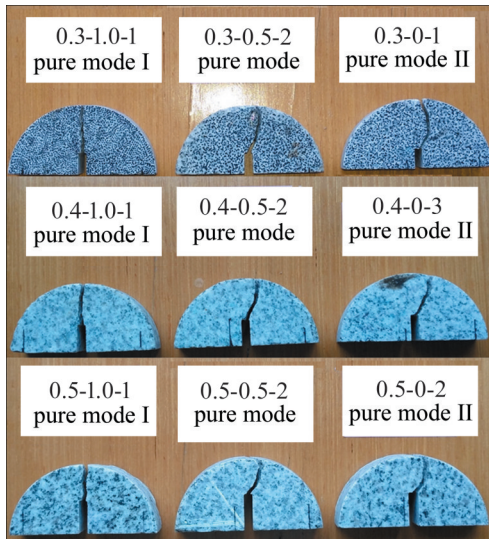 0.3-1.0-1
pure mode I
0.3-0.5-2
pure mode
0.3-0-1
pure mode II
0.4-1.0-1
pure mode I
0.4-0.5-2
pure mode
0.4-0-3
pure mode II
0.5-1.0-1
pure mode I
0.5-0.5-2
pure mode
0.5-0-2
pure mode II